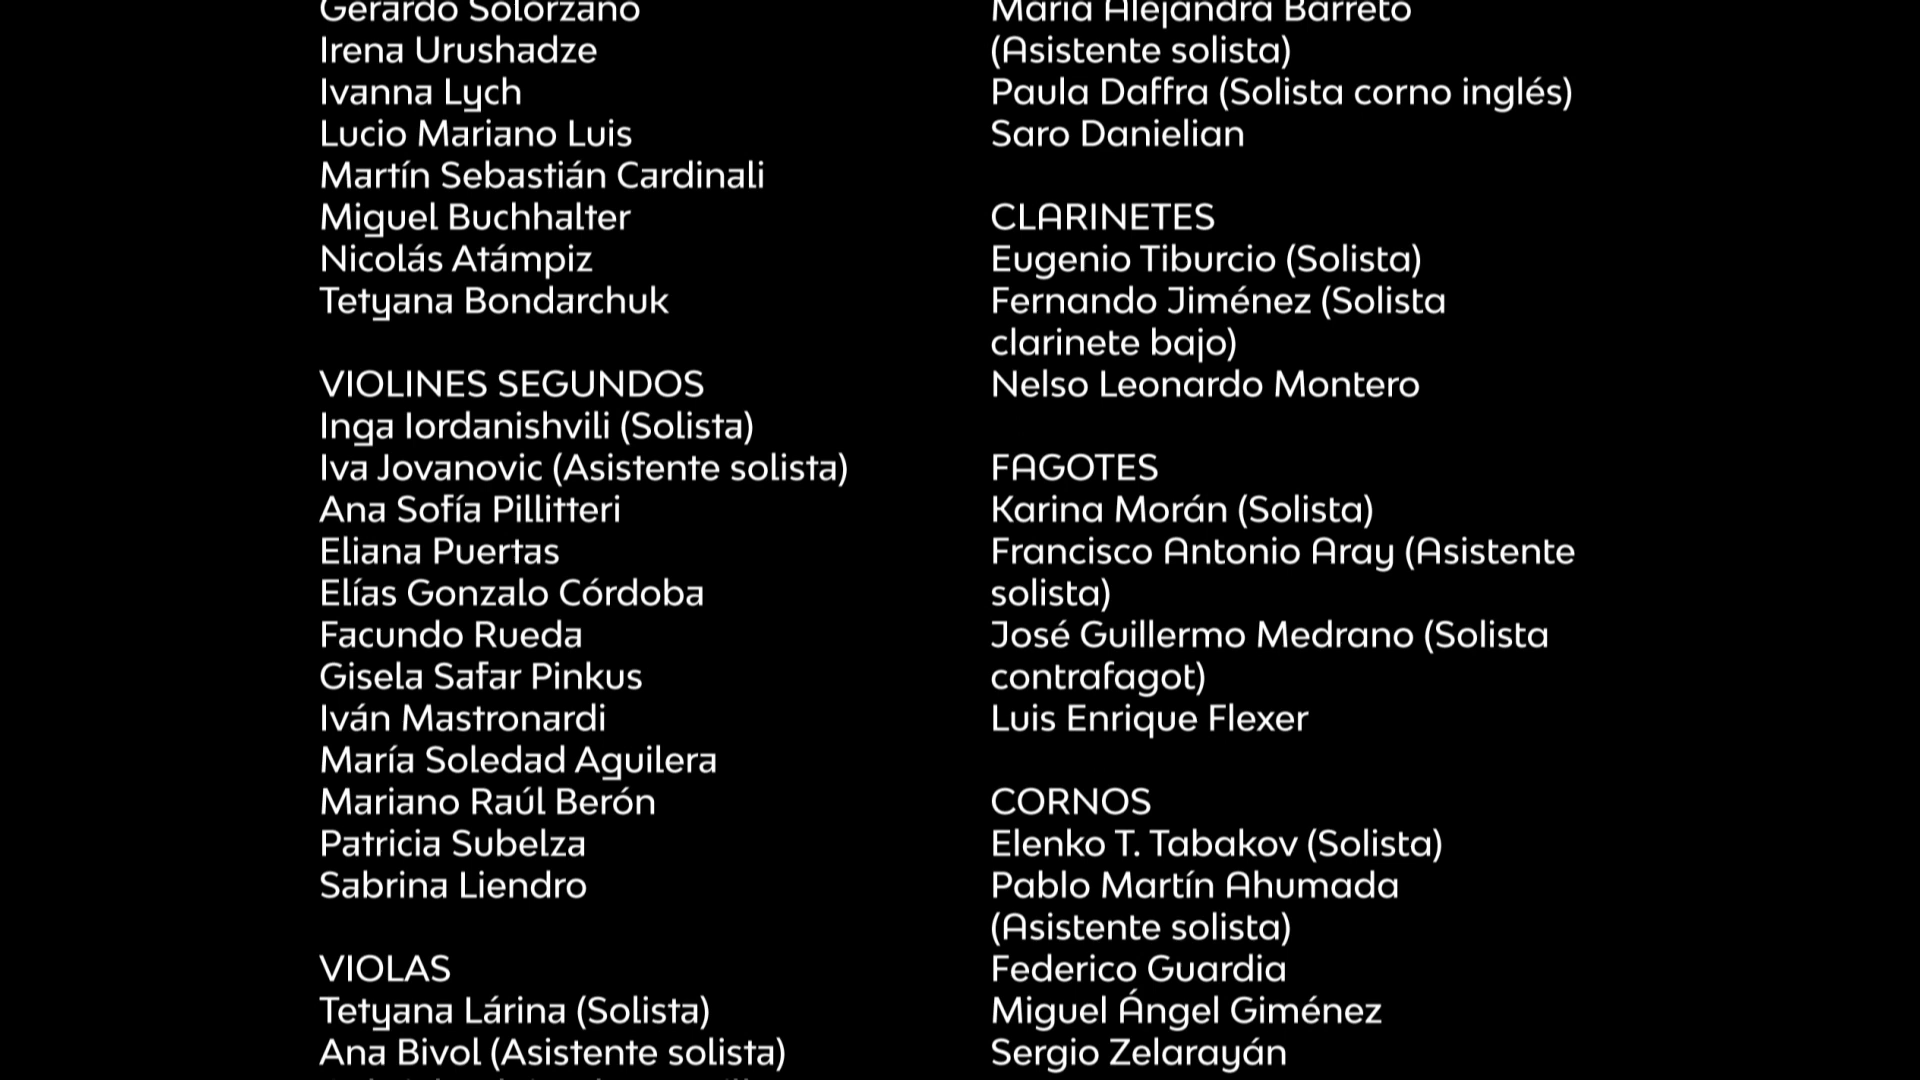 Gerardo Solórzano
Irena Urushadze
Ivanna Lych
Lucio Mariano Luis
Martín Sebastián Cardinali
Miguel Buchhalter
Nicolás Atámpiz
Tetyana Bondarchuk
VIOLINES SEGUNDOS
Inga Iordanishvili (Solista)
Iva Jovanovic (Asistente solista)
Ana Sofía Pillitteri
Eliana Puertas
Elías Gonzalo Córdoba
Facundo Rueda
Gisela Safar Pinkus
Iván Mastronardi
María Soledad Aguilera
Mariano Raúl Berón
Patricia Subelza
Sabrina Liendro
VIOLAS
Tetyana Lárina (Solista)
Ana Bivol (Asistente solista)
María Alejandra Barreto
(Asistente solista)
Paula Daffra (Solista corno inglés)
Saro Danielian
CLARINETES
Eugenio Tiburcio (Solista)
Fernando Jiménez (Solista
clarinete bajo)
Nelso Leonardo Montero
FAGOTES
Karina Morán (Solista)
Francisco Antonio Aray (Asistente
solista)
José Guillermo Medrano (Solista
contrafagot)
Luis Enrique Flexer
CORNOS
Elenko T. Tabakov (Solista)
Pablo Martín Ahumada
(Asistente solista)
Federico Guardia
Miguel Ángel Giménez
Sergio Zelarayán